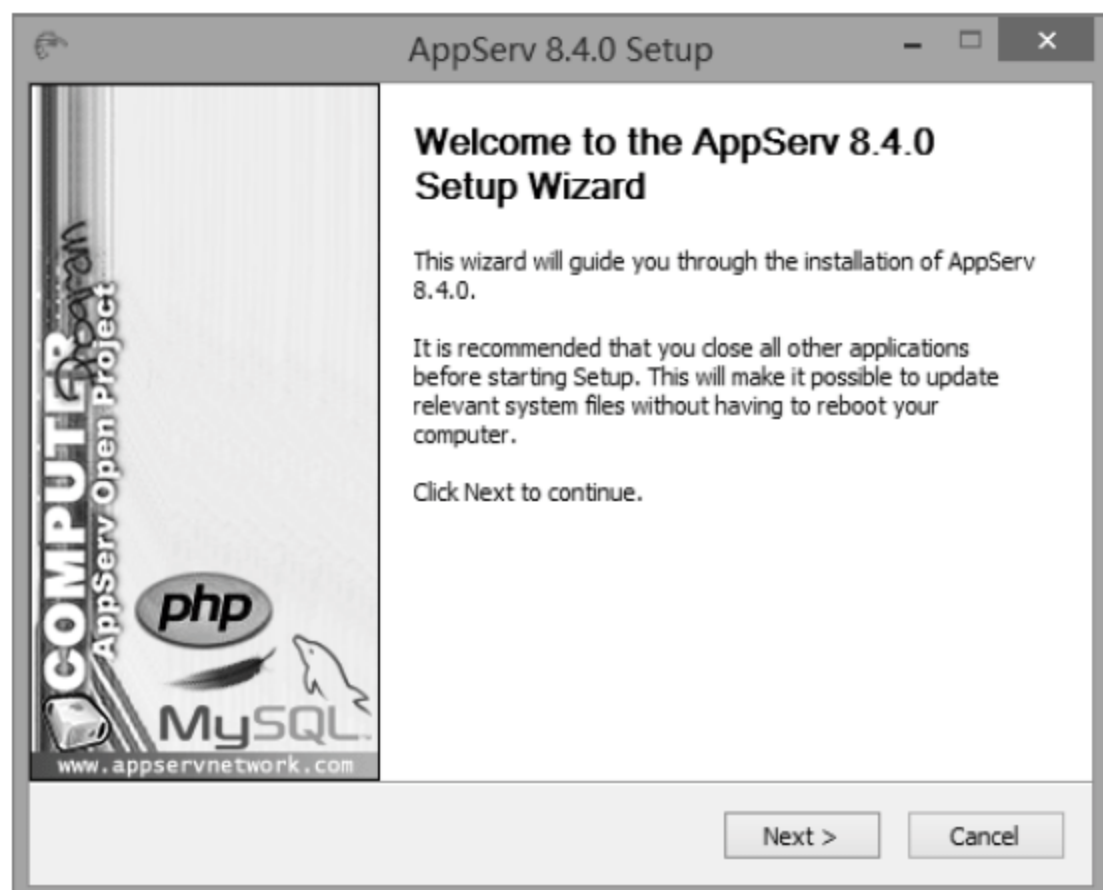 AppServ 8.4.0 Setup
Welcome to the AppServ 8.4.0
Setup Wizard
This wizard will guide you through the installation of AppServ
8.4.0.
It is recommended that you close all other applications
before starting Setup. This will make it possible to update
relevant system files without having to reboot your
computer.
Click Next to continue.
COMPUTER
Program
AppServ Open Project
php
MySQL
www.appservnetwork.com
Next >
Cancel